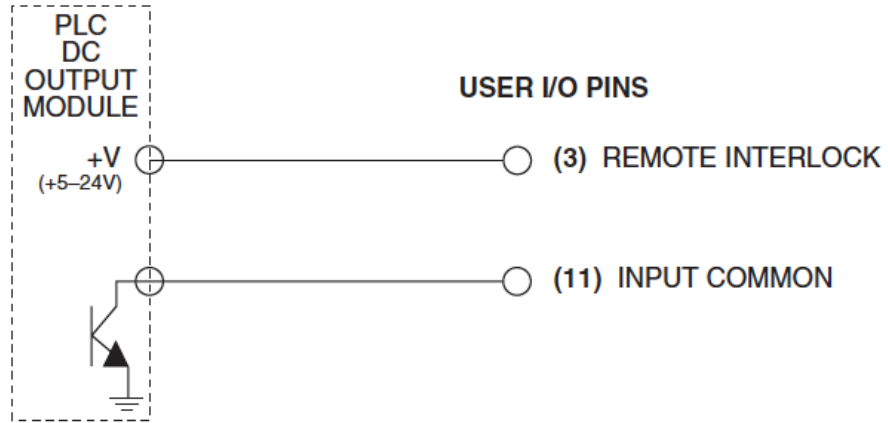 PLC
DC
OUTPUT
MODULE
USER I/O PINS
+V
(+5–24V)
(3) REMOTE INTERLOCK
(11) INPUT COMMON